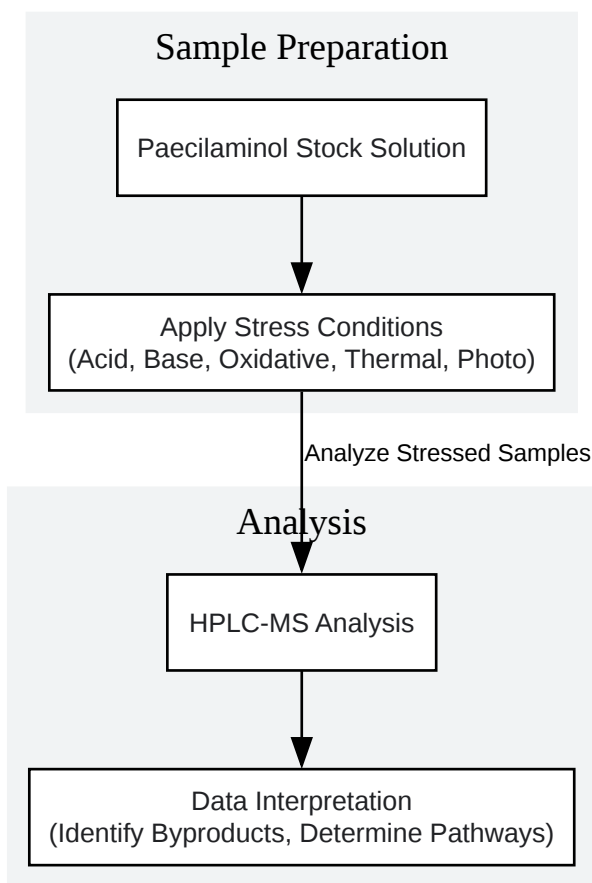 Sample Preparation
Paecilaminol Stock Solution
Apply Stress Conditions
(Acid, Base, Oxidative, Thermal, Photo)
Analyze Stressed Samples
Analysis
HPLC-MS Analysis
Data Interpretation
(Identify Byproducts, Determine Pathways)